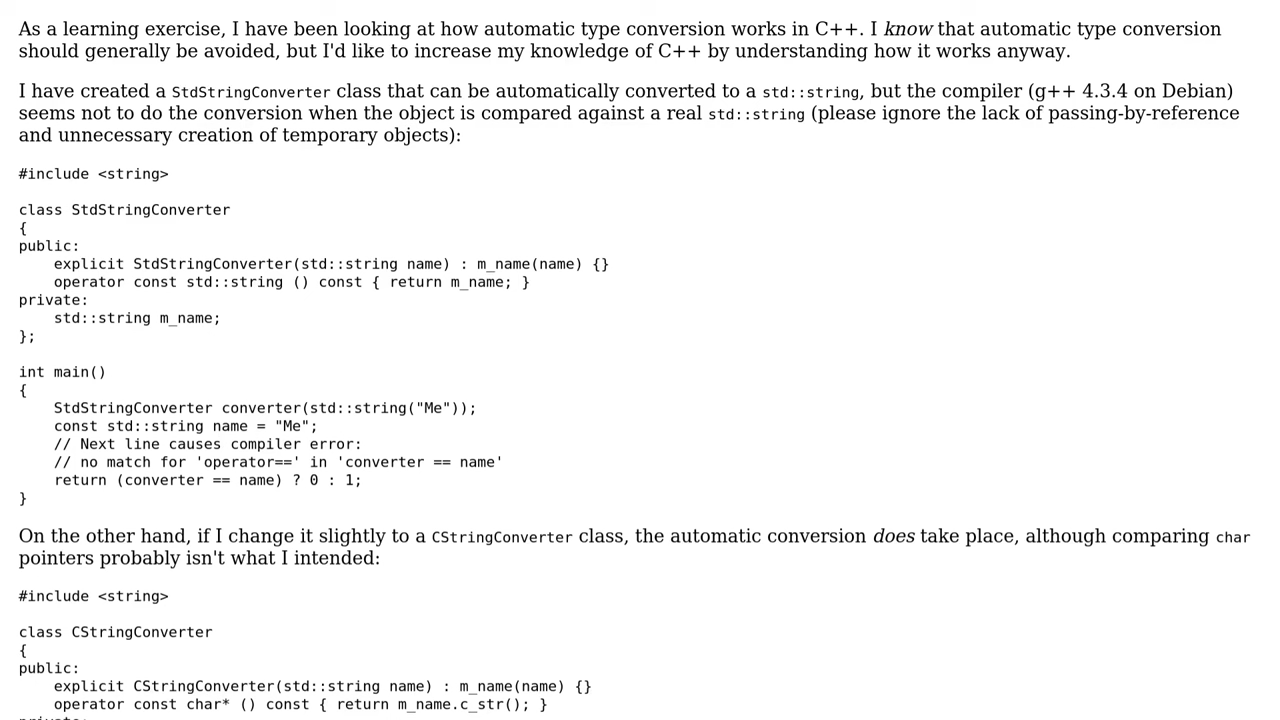 As a learning exercise, I have been looking at how automatic type conversion works in C++. I know that automatic type conversion
should generally be avoided, but I'd like to increase my knowledge of C++ by understanding how it works anyway.
I have created a StdStringConverter class that can be automatically converted to a std::string, but the compiler (g++ 4.3.4 on Debian)
seems not to do the conversion when the object is compared against a real std::string (please ignore the lack of passing-by-reference
and unnecessary creation of temporary objects):
#include <string>
class StdStringConverter
{
public:
    explicit StdStringConverter(std::string name) : m_name(name) {}
    operator const std::string () const { return m_name; }
private:
    std::string m_name;
};
int main()
{
    StdStringConverter converter(std::string("Me"));
    const std::string name = "Me";
    // Next line causes compiler error:
    // no match for 'operator==' in 'converter == name'
    return (converter == name) ? 0 : 1;
}
On the other hand, if I change it slightly to a CStringConverter class, the automatic conversion does take place, although comparing char
pointers probably isn't what I intended:
#include <string>
class CStringConverter
{
public:
    explicit CStringConverter(std::string name) : m_name(name) {}
    operator const char* () const { return m_name.c_str(); }